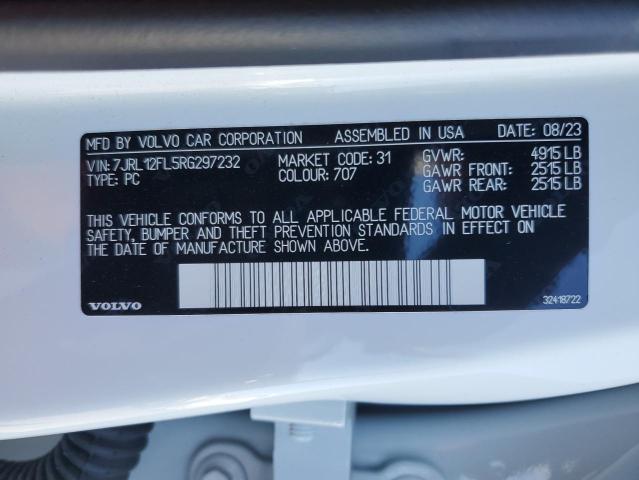 MFD BY VOLVO CAR CORPORATION ASSEMBLED IN USA DATE: 08/23
VIN: 7JRL12FL5RG297232 MARKET CODE: 31 GVWR: 4915 LB
TYPE: PC COLOUR: 707 GAWR FRONT: 2515 LB
GAWR REAR: 2515 LB
THIS VEHICLE CONFORMS TO ALL APPLICABLE FEDERAL MOTOR VEHICLE
SAFETY, BUMPER AND THEFT PREVENTION STANDARDS IN EFFECT ON
THE DATE OF MANUFACTURE SHOWN ABOVE.
VOLVO 32418722